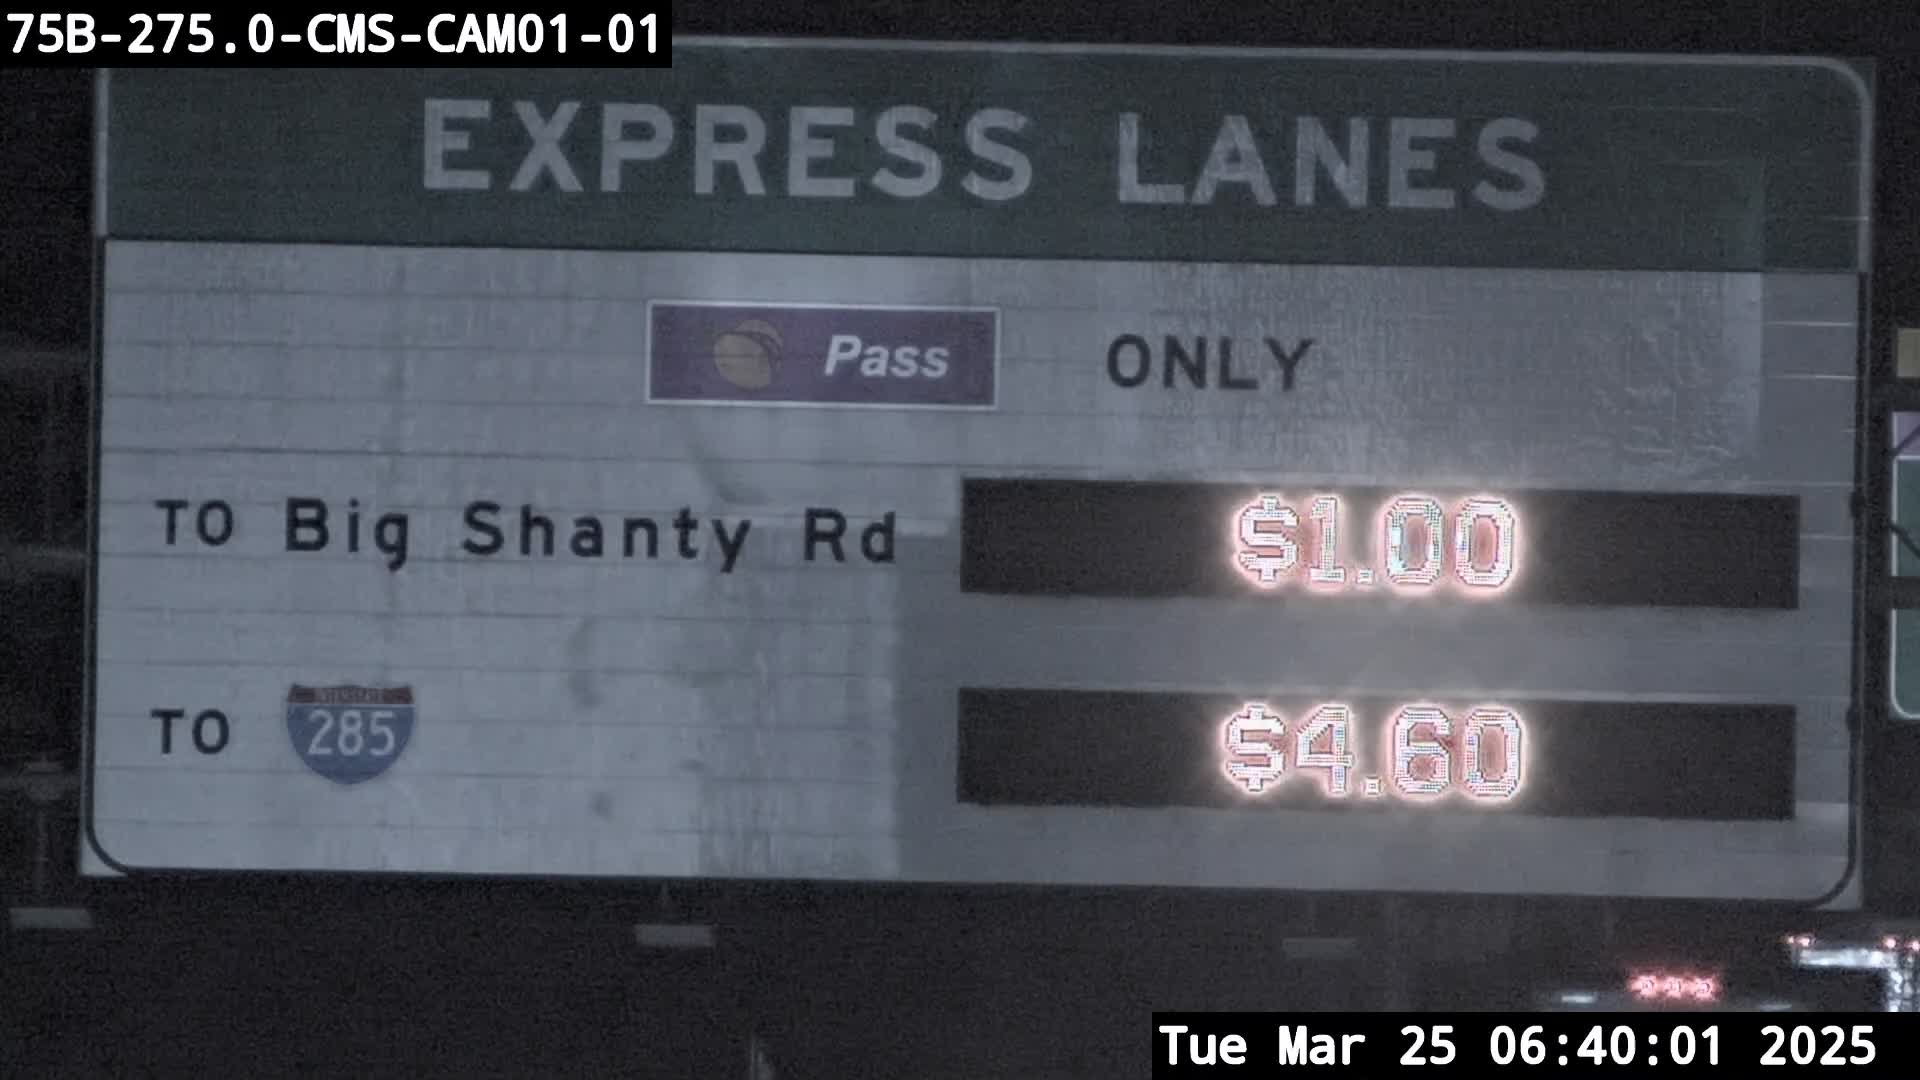 75B-275.0-CMS-CAM01-01
EXPRESS LANES
Pass ONLY
TO Big Shanty Rd $1.00
TO INTERSTATE 285 $4.60
Tue Mar 25 06:40:01 2025